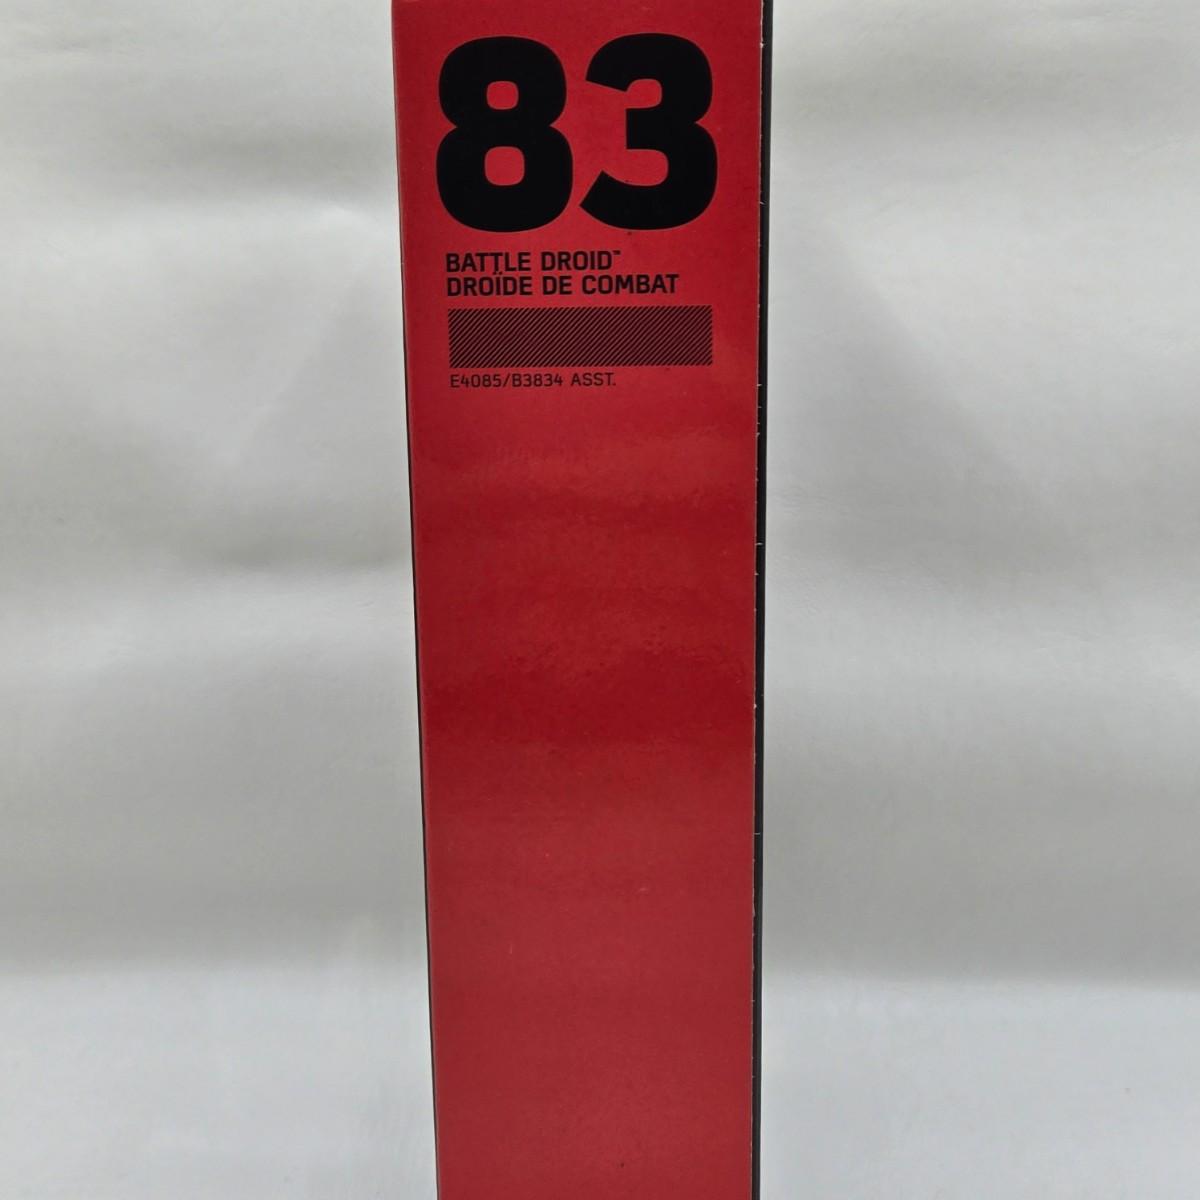 83
BATTLE DROID™
DROÏDE DE COMBAT
E4085/B3834 ASST.